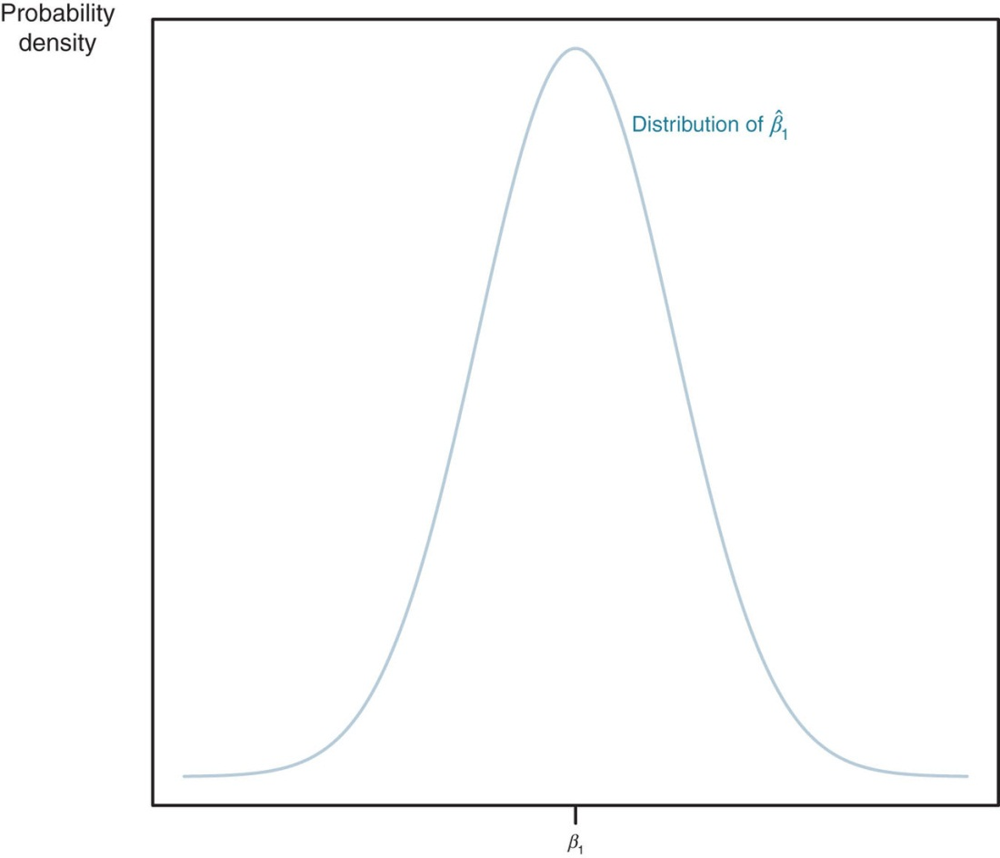 Probability
density
Distribution of β̂₁
β₁